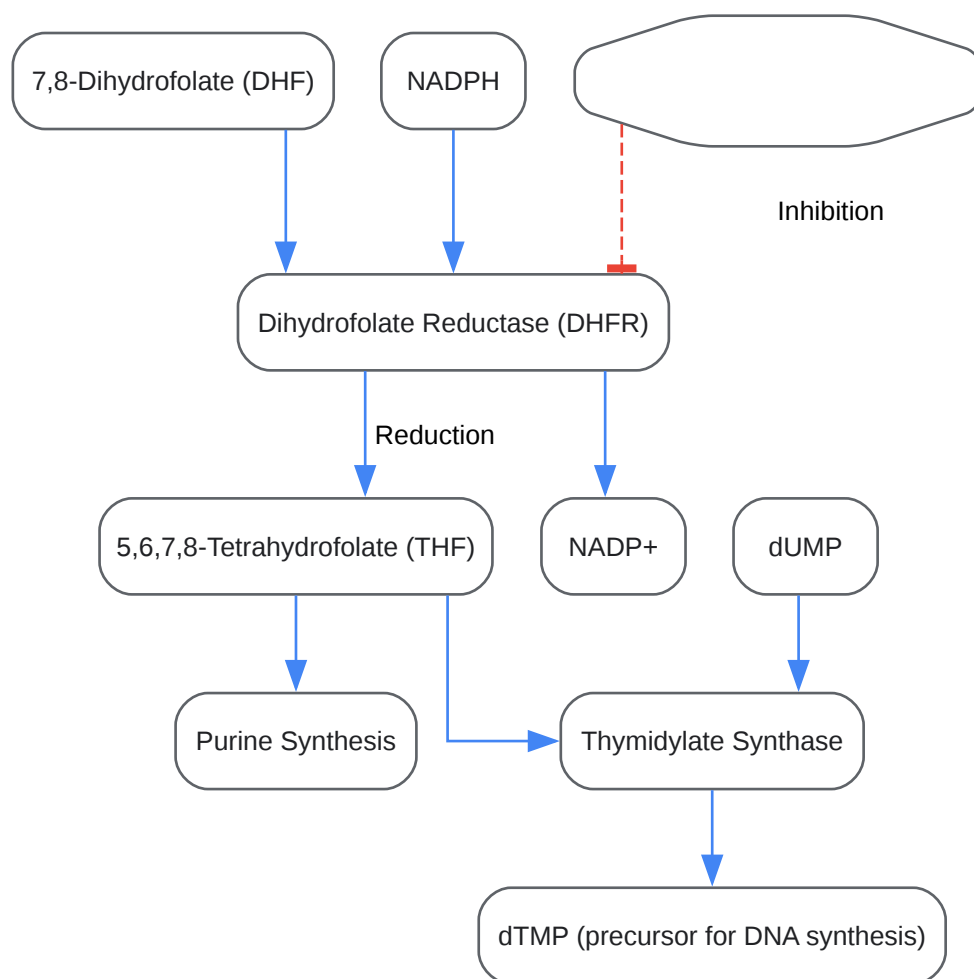 7,8-Dihydrofolate (DHF)
NADPH
Inhibition
Dihydrofolate Reductase (DHFR)
Reduction
5,6,7,8-Tetrahydrofolate (THF)
NADP+
dUMP
Purine Synthesis
Thymidylate Synthase
dTMP (precursor for DNA synthesis)